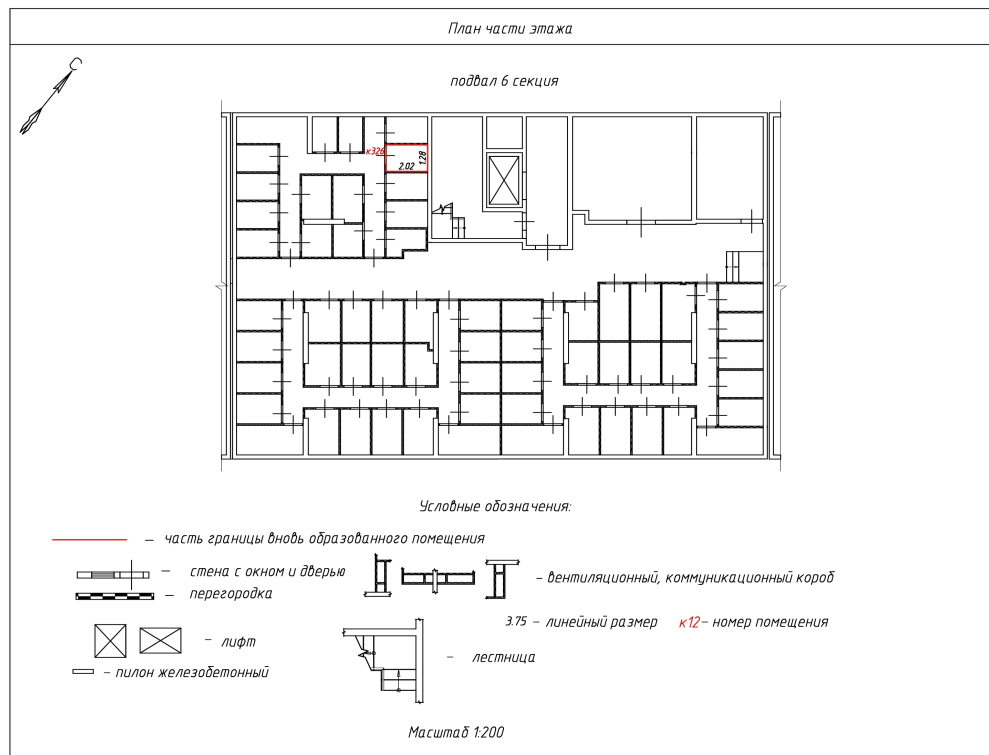 План части этажа
С
подвал 6 секция
к326
2.02
1.28
Условные обозначения:
– часть границы вновь образованного помещения
– стена с окном и дверью
– перегородка
– вентиляционный, коммуникационный короб
3.75 – линейный размер к12 – номер помещения
– лифт
– лестница
– пилон железобетонный
Масштаб 1:200